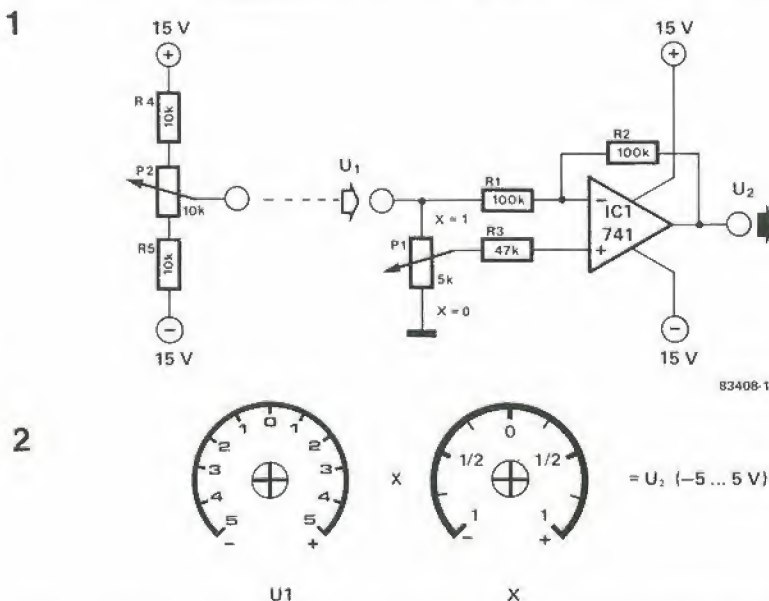 1
15 V
+
R4
10k
P2
10k
R5
10k
−
15 V
U₁
X = 1
P1
5k
X = 0
R1
100k
R3
47k
R2
100k
−
IC1
741
+
15 V
+
U₂
−
15 V
83408-1
2
5 4 3 2 1 0 1 2 3 4 5
− +
U1
X
1 1/2 0 1/2 1
− +
X
= U₂ (−5 ... 5 V)